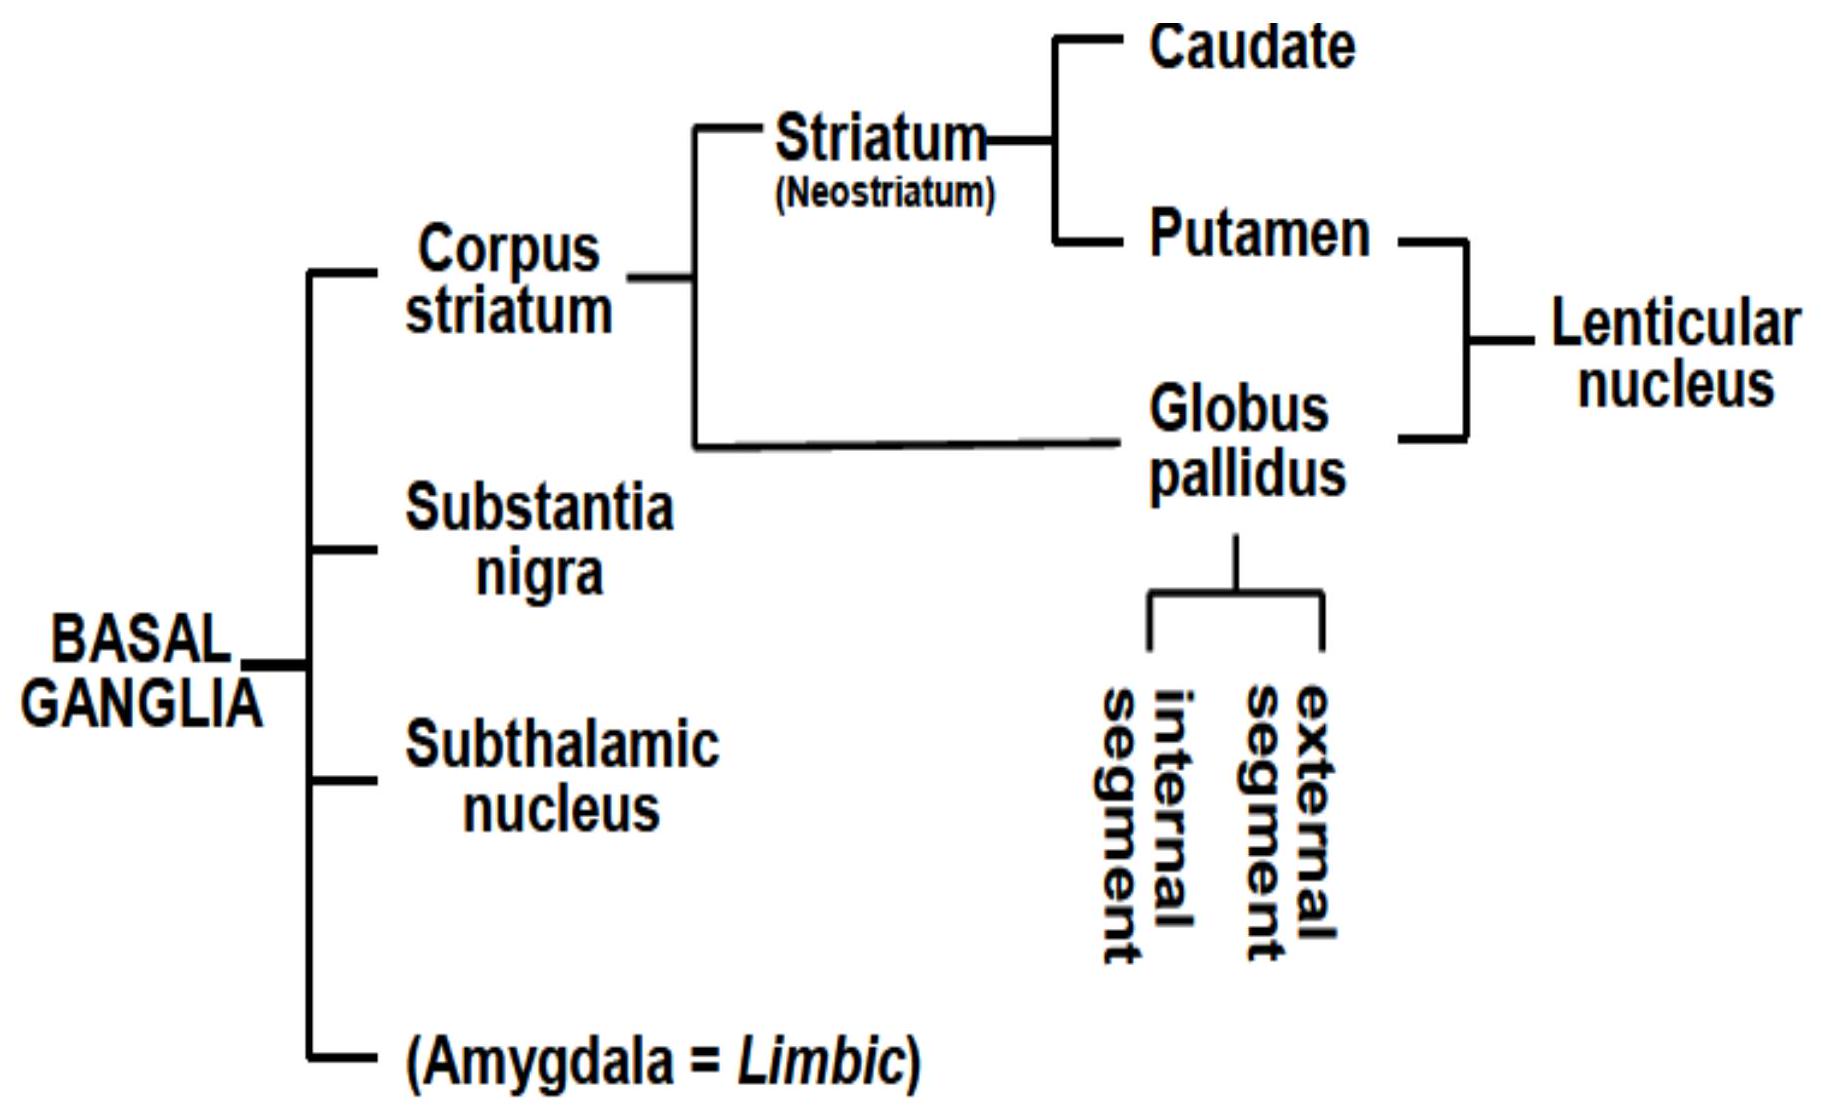 Caudate
Striatum
(Neostriatum)
Putamen
Corpus
striatum
Lenticular
nucleus
Globus
pallidus
Substantia
nigra
BASAL
GANGLIA
Subthalamic
nucleus
internal
segment
external
segment
(Amygdala = Limbic)